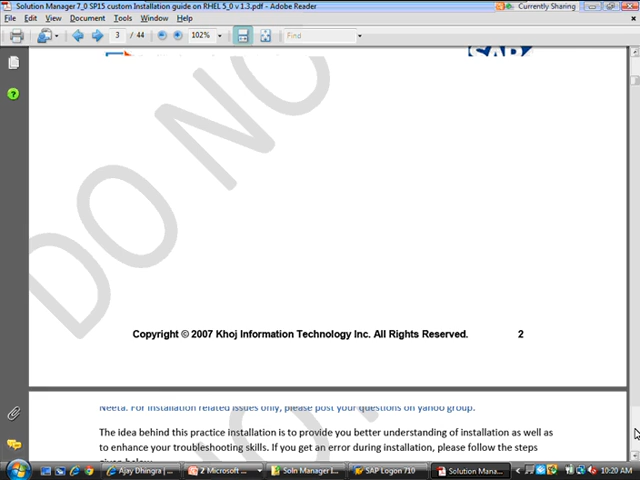 Solution Manager 7_0 SP15 custom Installation guide on RHEL 5_0 v 1.3.pdf - Adobe Reader
Currently Sharing
File Edit View Document Tools Window Help
3 / 44 102% Find
SAP
DO NO
Copyright © 2007 Khoj Information Technology Inc. All Rights Reserved. 2
Neeta. For installation related issues only, please post your questions on yahoo group.
The idea behind this practice installation is to provide you better understanding of installation as well as
to enhance your troubleshooting skills. If you get an error during installation, please follow the steps
given below
Ajay Dhingra | 2 Microsoft ... Soln Manager I... SAP Logon 710 Solution Mana... 10:20 AM